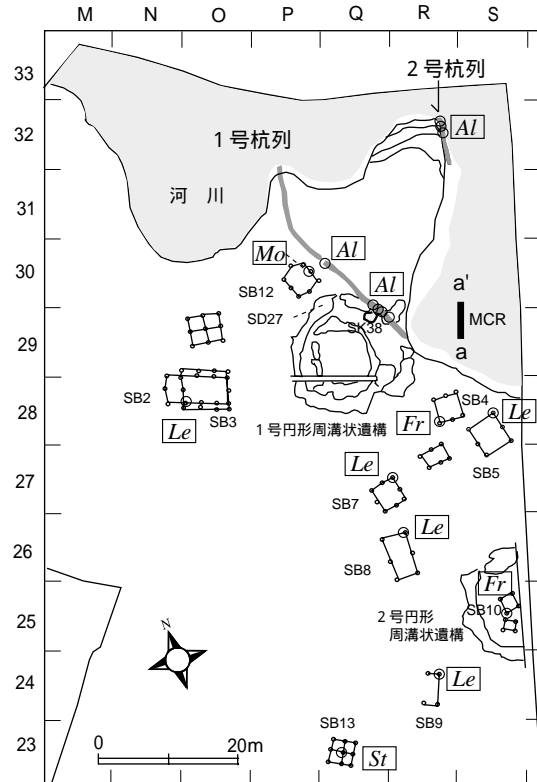 M N O P Q R S
33
２号杭列
32
Al
１号杭列
河 川
31
Mo
Al
30
a'
Al
SB12
SD27
SK38
MCR
29
a
SB2
SB3
SB4
Le
28
Le
Fr
１号円形周溝状遺構
SB5
Le
27
SB7
Le
26
SB8
Fr
SB10
25
２号円形
周溝状遺構
N
24
Le
SB13
SB9
0
20m
23
St